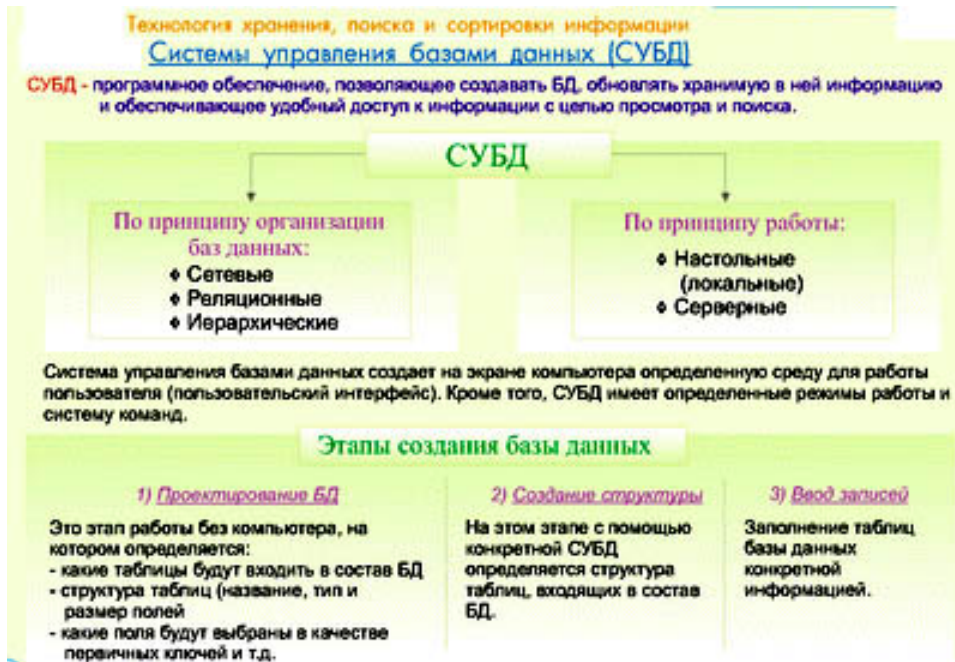 Технология хранения, поиска и сортировки информации
Системы управления базами данных (СУБД)
СУБД - программное обеспечение, позволяющее создавать БД, обновлять хранимую в ней информацию
и обеспечивающее удобный доступ к информации с целью просмотра и поиска.
СУБД
По принципу организации
баз данных:
♦ Сетевые
♦ Реляционные
♦ Иерархические
По принципу работы:
♦ Настольные
(локальные)
♦ Серверные
Система управления базами данных создает на экране компьютера определенную среду для работы
пользователя (пользовательский интерфейс). Кроме того, СУБД имеет определенные режимы работы и
систему команд.
Этапы создания базы данных
1) Проектирование БД
Это этап работы без компьютера, на
котором определяется:
- какие таблицы будут входить в состав БД
- структура таблиц (название, тип и
размер полей
- какие поля будут выбраны в качестве
первичных ключей и т.д.
2) Создание структуры
На этом этапе с помощью
конкретной СУБД
определяется структура
таблиц, входящих в состав
БД.
3) Ввод записей
Заполнение таблиц
базы данных
конкретной
информацией.